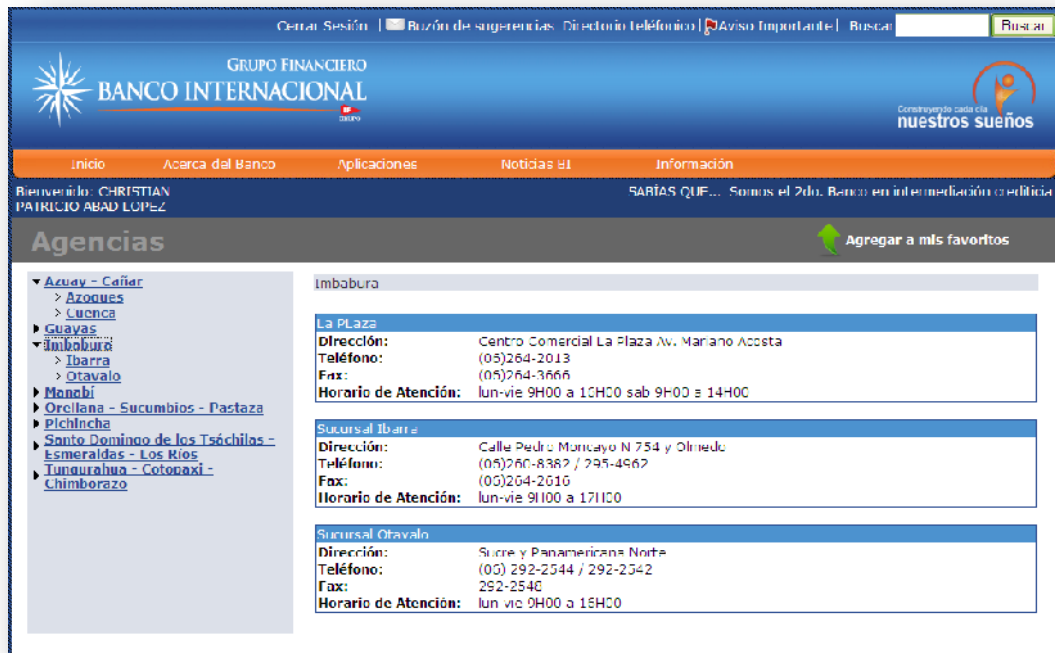 Cerrar Sesión | Buzón de sugerencias Directorio teléfonico | Aviso Importante | Buscar Buscar
GRUPO FINANCIERO
BANCO INTERNACIONAL
GRUPO
Construyendo cada día
nuestros sueños
Inicio Acerca del Banco Aplicaciones Noticias BI Información
Bienvenido: CHRISTIAN
PATRICIO ABAD LOPEZ
SABÍAS QUE... Somos el 2do. Banco en intermediación crediticia
Agencias
Agregar a mis favoritos
Azuay - Cañar
> Azogues
> Cuenca
Guayas
Imbabura
> Ibarra
> Otavalo
Manabí
Orellana - Sucumbios - Pastaza
Pichincha
Santo Domingo de los Tsáchilas -
Esmeraldas - Los Ríos
Tungurahua - Cotopaxi -
Chimborazo
Imbabura
La PLaza
Dirección: Centro Comercial La Plaza Av. Mariano Acosta
Teléfono: (06)264-2013
Fax: (06)264-3666
Horario de Atención: lun-vie 9H00 a 16H00 sab 9H00 a 14H00
Sucursal Ibarra
Dirección: Calle Pedro Moncayo N 754 y Olmedo
Teléfono: (06)260-8382 / 295-4962
Fax: (06)264-2616
Horario de Atención: lun-vie 9H00 a 17H00
Sucursal Otavalo
Dirección: Sucre y Panamericana Norte
Teléfono: (06) 292-2544 / 292-2542
Fax: 292-2548
Horario de Atención: lun-vie 9H00 a 16H00